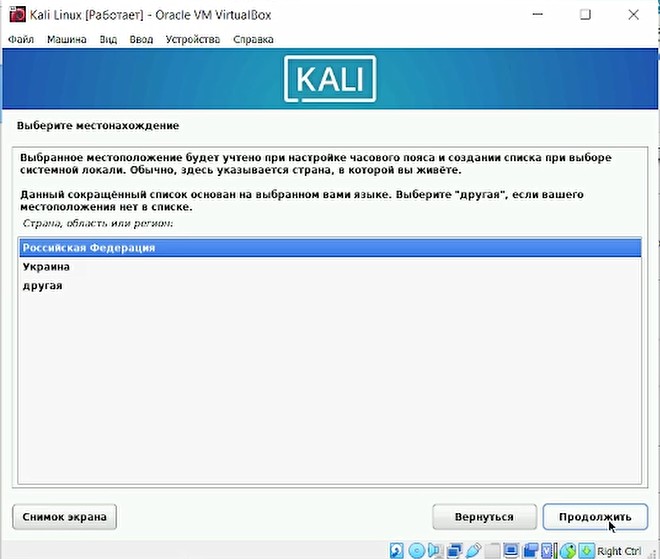 Kali Linux [Работает] - Oracle VM VirtualBox
Файл Машина Вид Ввод Устройства Справка
KALI
Выберите местонахождение
Выбранное местоположение будет учтено при настройке часового пояса и создании списка при выборе
системной локали. Обычно, здесь указывается страна, в которой вы живёте.
Данный сокращённый список основан на выбранном вами языке. Выберите "другая", если вашего
местоположения нет в списке.
Страна, область или регион:
Российская Федерация
Украина
другая
Снимок экрана
Вернуться
Продолжить
Right Ctrl